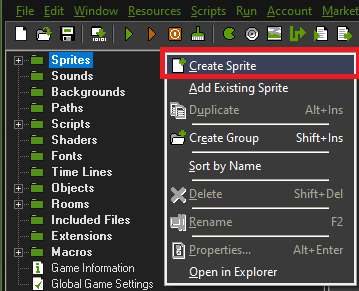 File Edit Window Resources Scripts Run Account Market
Sprites
Sounds
Backgrounds
Paths
Scripts
Shaders
Fonts
Time Lines
Objects
Rooms
Included Files
Extensions
Macros
Game Information
Global Game Settings
Create Sprite
Add Existing Sprite
Duplicate Alt+Ins
Create Group Shift+Ins
Sort by Name
Delete Shift+Del
Rename F2
Properties... Alt+Enter
Open in Explorer